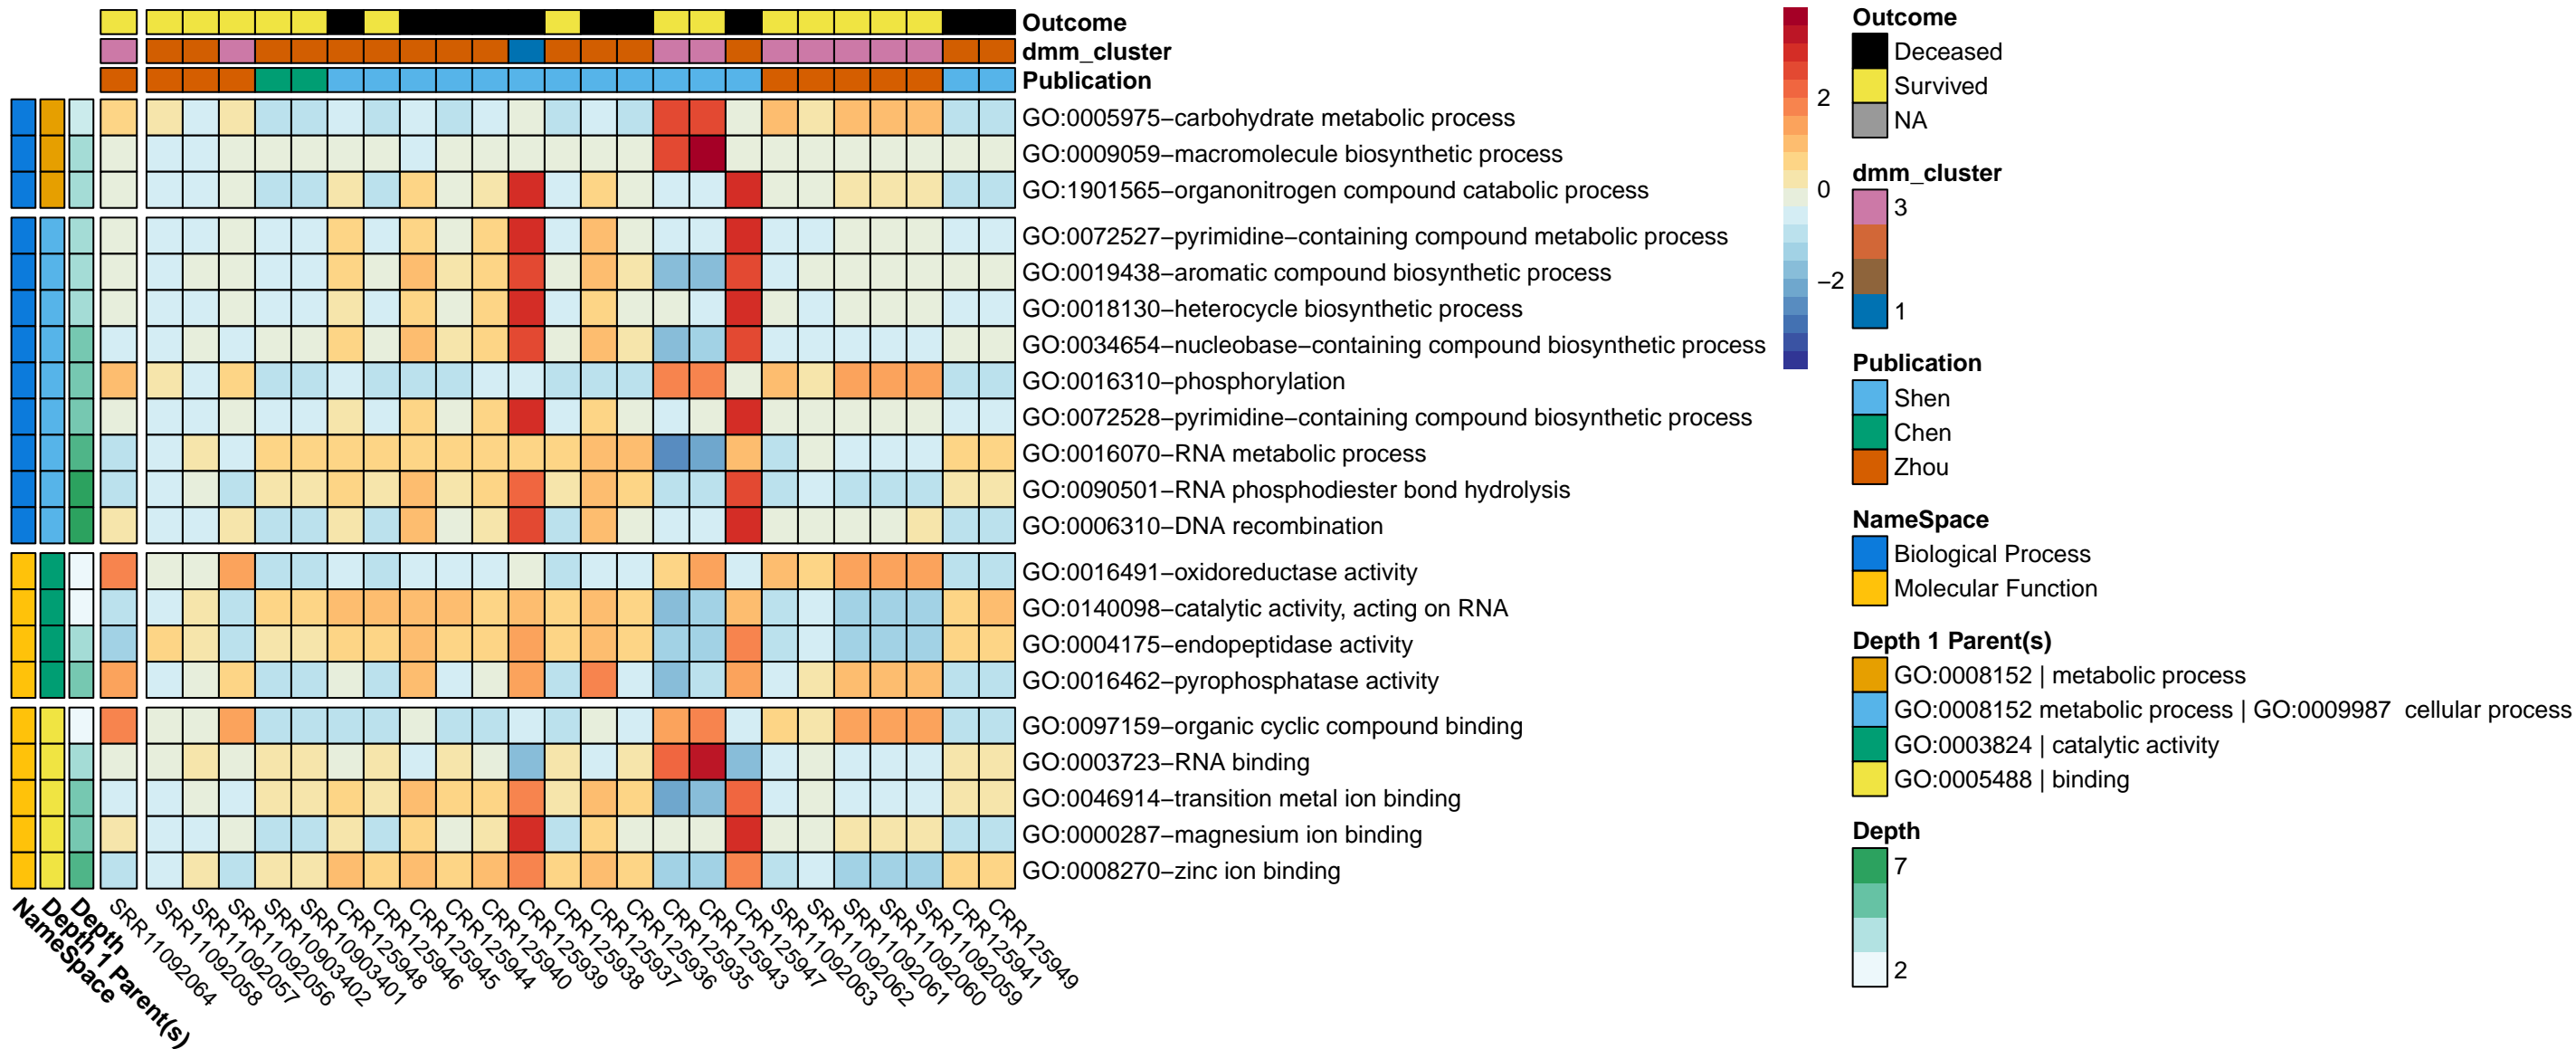 Outcome
dmm_cluster
Publication
GO:0005975−carbohydrate metabolic process
GO:0009059−macromolecule biosynthetic process
GO:1901565−organonitrogen compound catabolic process
GO:0072527−pyrimidine−containing compound metabolic process
GO:0019438−aromatic compound biosynthetic process
GO:0018130−heterocycle biosynthetic process
GO:0034654−nucleobase−containing compound biosynthetic process
GO:0016310−phosphorylation
GO:0072528−pyrimidine−containing compound biosynthetic process
GO:0016070−RNA metabolic process
GO:0090501−RNA phosphodiester bond hydrolysis
GO:0006310−DNA recombination
GO:0016491−oxidoreductase activity
GO:0140098−catalytic activity, acting on RNA
GO:0004175−endopeptidase activity
GO:0016462−pyrophosphatase activity
GO:0097159−organic cyclic compound binding
GO:0003723−RNA binding
GO:0046914−transition metal ion binding
GO:0000287−magnesium ion binding
GO:0008270−zinc ion binding
NameSpace
Depth 1 Parent(s)
Depth
SRR11092064
SRR11092058
SRR11092057
SRR11092056
SRR10903402
SRR10903401
CRR125948
CRR125946
CRR125945
CRR125944
CRR125940
CRR125939
CRR125938
CRR125937
CRR125936
CRR125935
CRR125943
CRR125947
SRR11092063
SRR11092062
SRR11092061
SRR11092060
SRR11092059
CRR125941
CRR125949
2
0
−2
Outcome
Deceased
Survived
NA
dmm_cluster
3
1
Publication
Shen
Chen
Zhou
NameSpace
Biological Process
Molecular Function
Depth 1 Parent(s)
GO:0008152 | metabolic process
GO:0008152 metabolic process | GO:0009987 cellular process
GO:0003824 | catalytic activity
GO:0005488 | binding
Depth
7
2